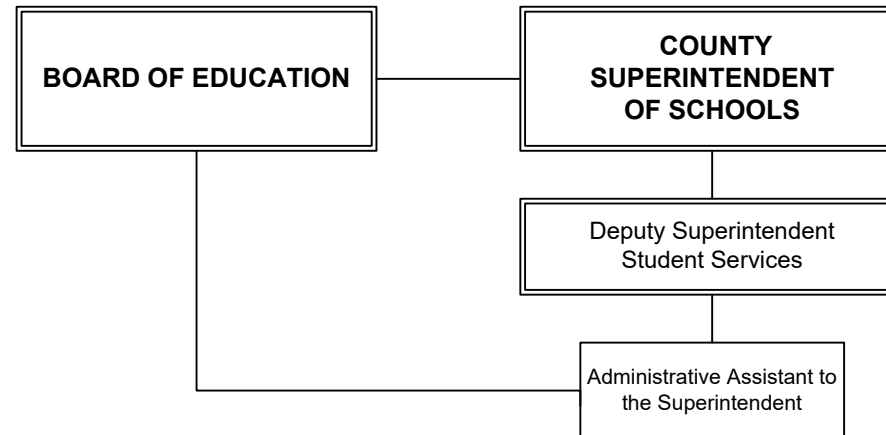 BOARD OF EDUCATION
COUNTY
SUPERINTENDENT
OF SCHOOLS
Deputy Superintendent
Student Services
Administrative Assistant to
the Superintendent